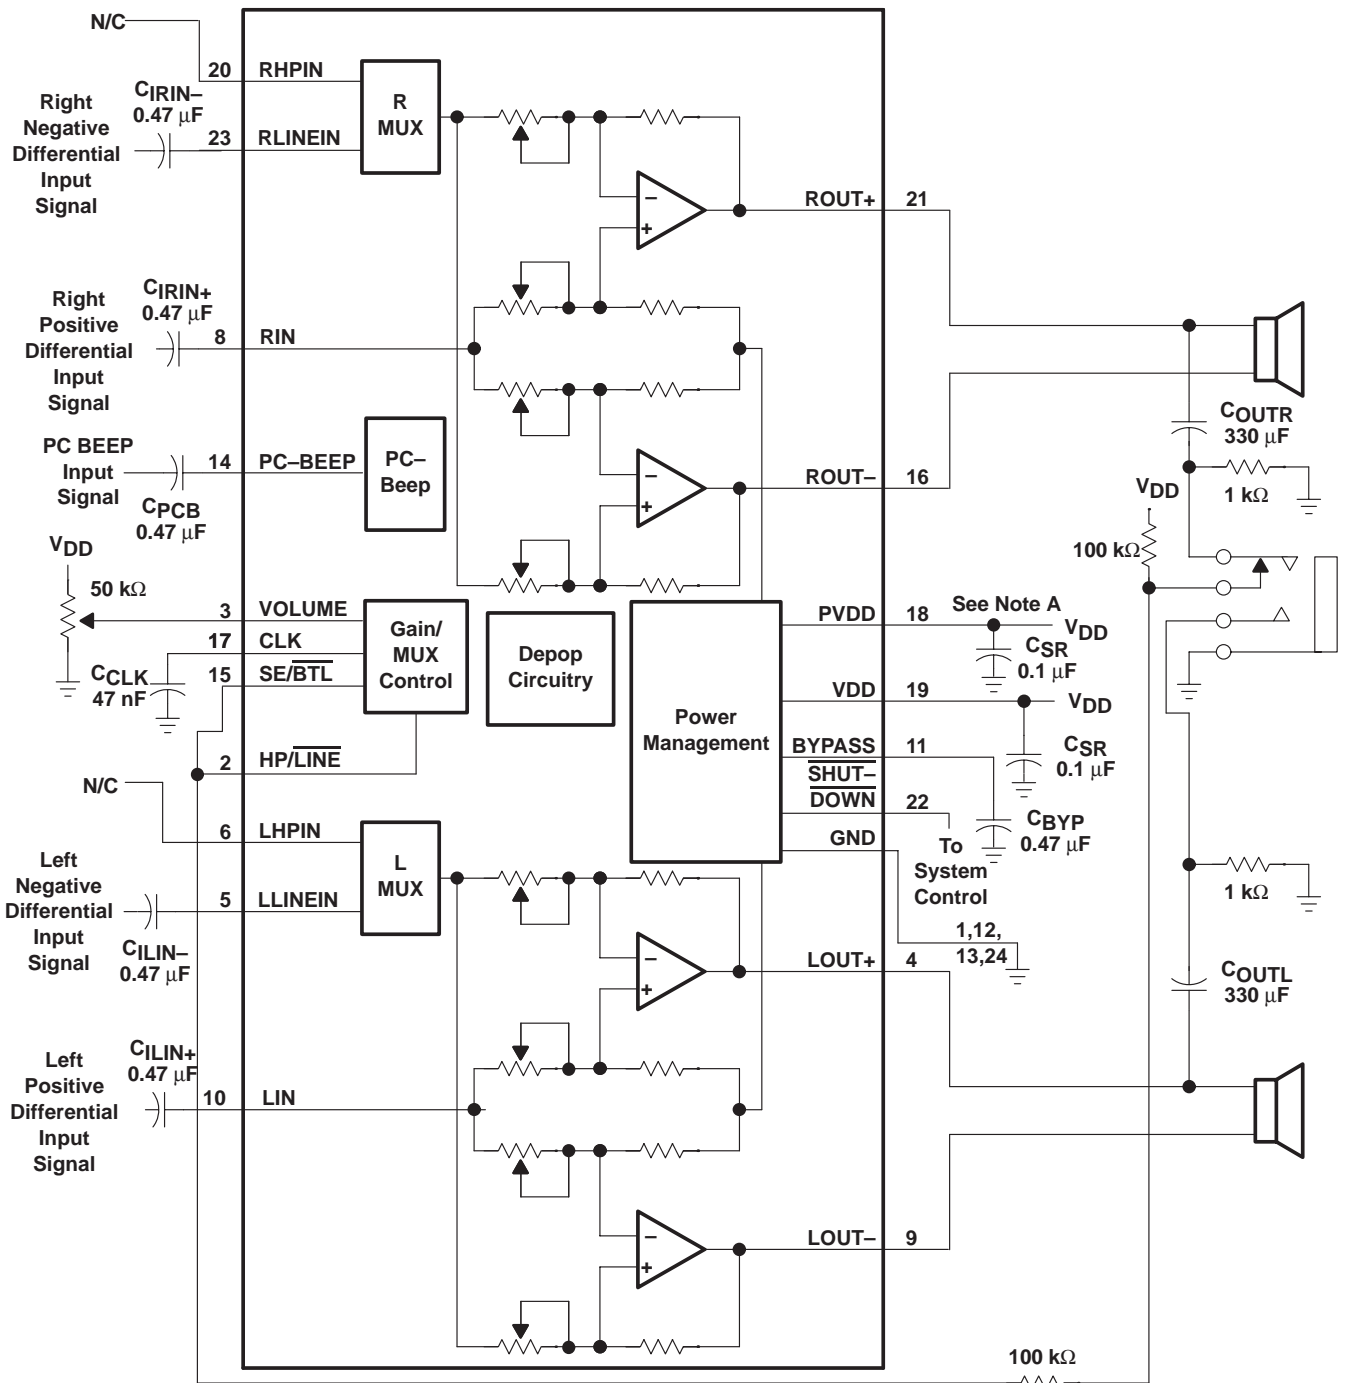 N/C
20 RHPIN
Right
Negative
Differential
Input
Signal
CIRIN–
0.47 µF
23 RLINEIN
R
MUX
–
+
ROUT+ 21
Right
Positive
Differential
Input
Signal
CIRIN+
0.47 µF
8 RIN
COUTR
330 µF
1 kΩ
PC BEEP
Input
Signal
CPCB
0.47 µF
14 PC–BEEP
PC–
Beep
–
+
ROUT– 16
VDD
100 kΩ
VDD
50 kΩ
3 VOLUME
17 CLK
15 SE/BTL
CCLK
47 nF
Gain/
MUX
Control
Depop
Circuitry
Power
Management
PVDD 18
See Note A
VDD
CSR
0.1 µF
VDD 19
VDD
CSR
0.1 µF
BYPASS 11
SHUT–
DOWN 22
CBYP
0.47 µF
GND
To
System
Control
1,12,
13,24
2 HP/LINE
N/C
6 LHPIN
Left
Negative
Differential
Input
Signal
CILIN–
0.47 µF
5 LLINEIN
L
MUX
–
+
LOUT+ 4
1 kΩ
COUTL
330 µF
Left
Positive
Differential
Input
Signal
CILIN+
0.47 µF
10 LIN
–
+
LOUT– 9
100 kΩ